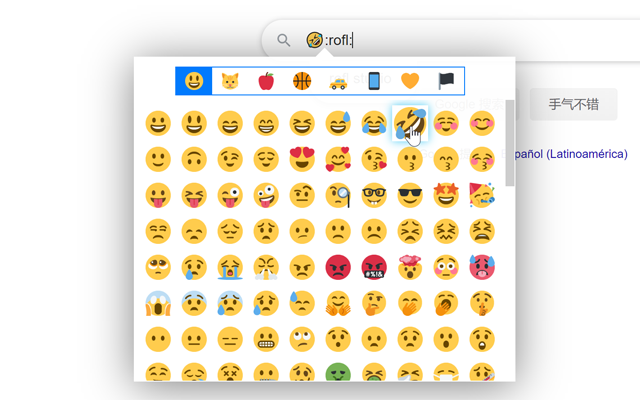 🤣:rofl:
手气不错
pañol (Latinoamérica)